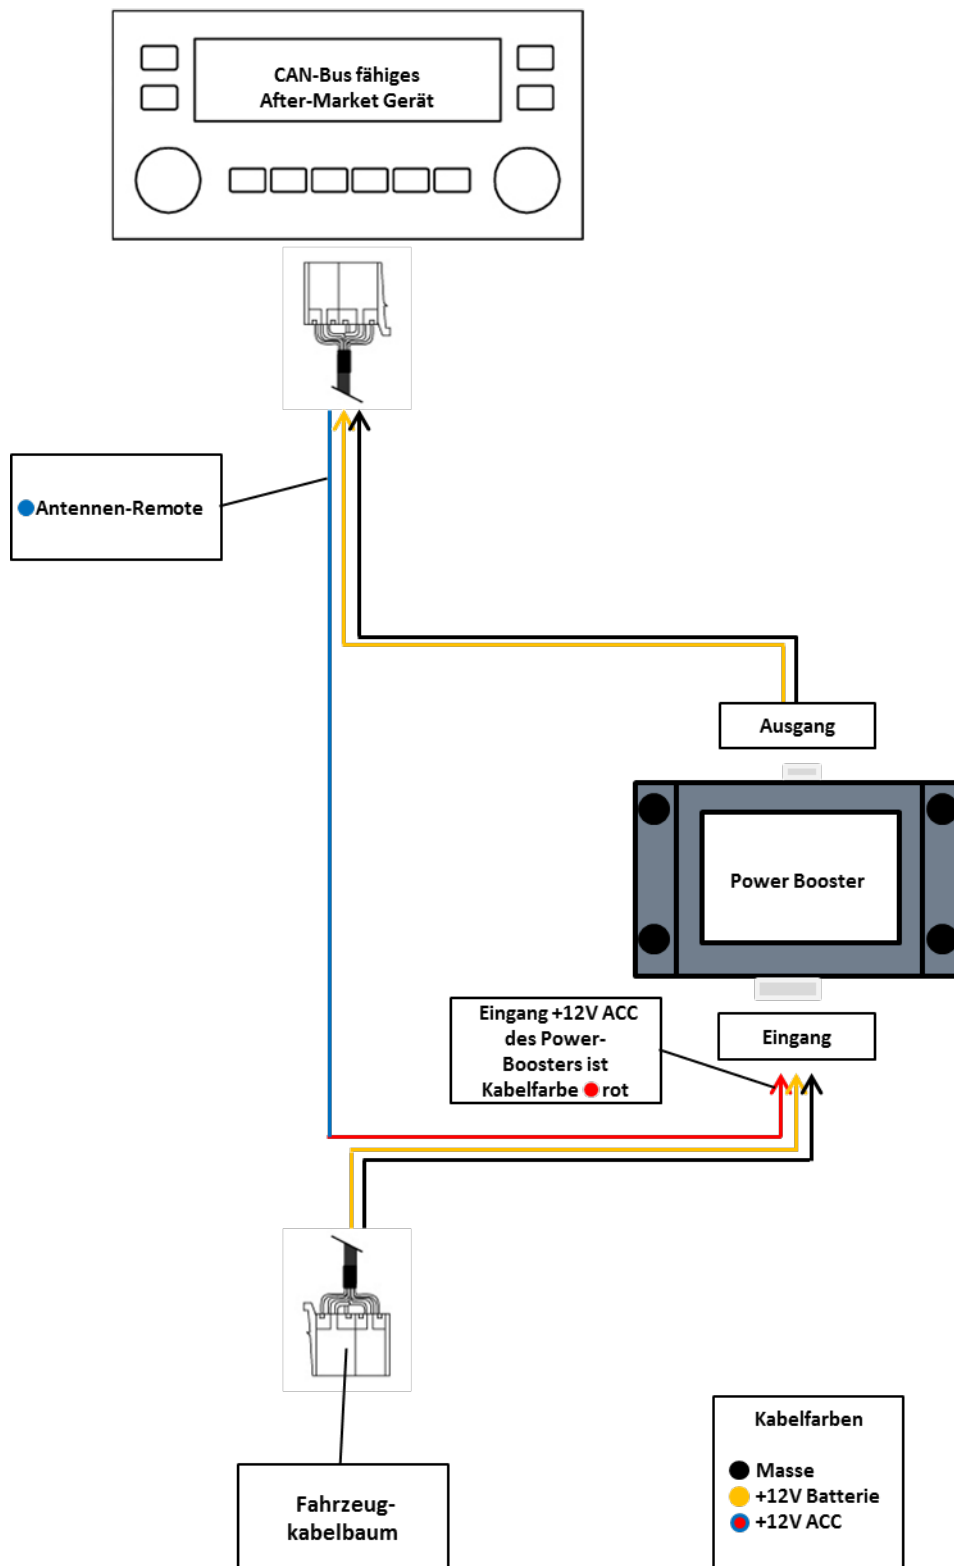 CAN-Bus fähiges
After-Market Gerät
Antennen-Remote
Ausgang
Power Booster
Eingang +12V ACC
des Power-
Boosters ist
Kabelfarbe rot
Eingang
Fahrzeug-
kabelbaum
Kabelfarben
Masse
+12V Batterie
+12V ACC